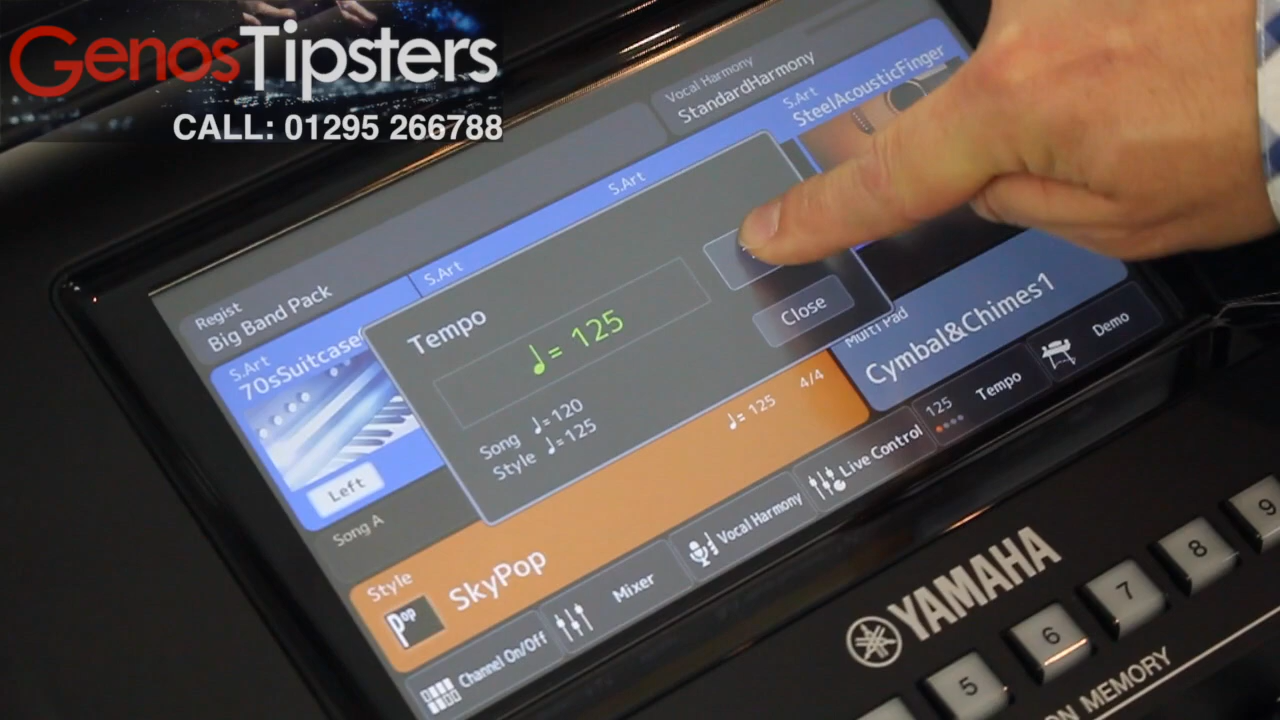 GenosTipsters
CALL: 01295 266788
Vocal Harmony
StandardHarmony
S.Art
SteelAcousticFinger
S.Art
S.Art
Regist
Big Band Pack
S.Art
70sSuitcase
Left
Tempo
♩= 125
Close
Song ♩=120
Style ♩=125
Multi Pad
Cymbal&Chimes1
♩= 125 4/4
Song A
Style
Pop
SkyPop
Channel On/Off
Mixer
Vocal Harmony
Live Control
125
Tempo
Demo
YAMAHA
5
6
7
8
9
ON MEMORY